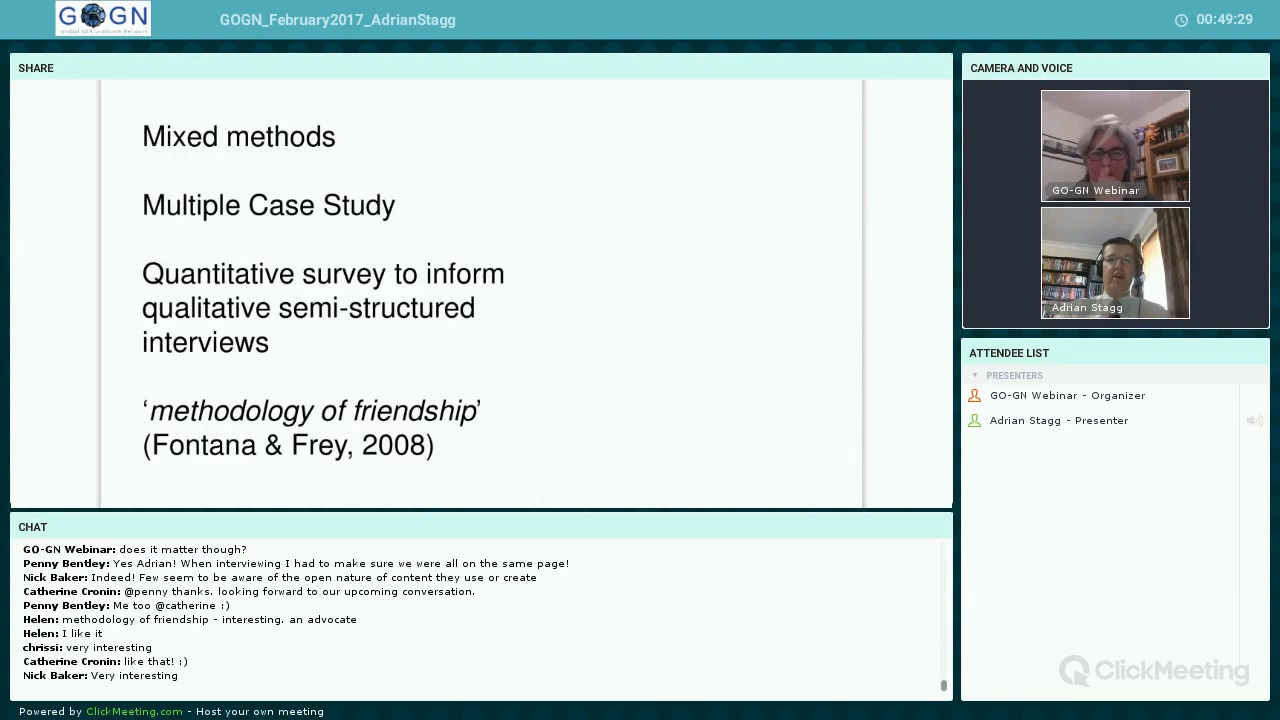 GOGN
Global OER Graduate Network
GOGN_February2017_AdrianStagg
00:49:29
SHARE
Mixed methods
Multiple Case Study
Quantitative survey to inform
qualitative semi-structured
interviews
‘methodology of friendship’
(Fontana & Frey, 2008)
CAMERA AND VOICE
GO-GN Webinar
Adrian Stagg
ATTENDEE LIST
PRESENTERS
GO-GN Webinar - Organizer
Adrian Stagg - Presenter
CHAT
GO-GN Webinar: does it matter though?
Penny Bentley: Yes Adrian! When interviewing I had to make sure we were all on the same page!
Nick Baker: Indeed! Few seem to be aware of the open nature of content they use or create
Catherine Cronin: @penny thanks. looking forward to our upcoming conversation.
Penny Bentley: Me too @catherine :)
Helen: methodology of friendship - interesting. an advocate
Helen: I like it
chrissi: very interesting
Catherine Cronin: like that! :)
Nick Baker: Very interesting
ClickMeeting
Powered by ClickMeeting.com - Host your own meeting